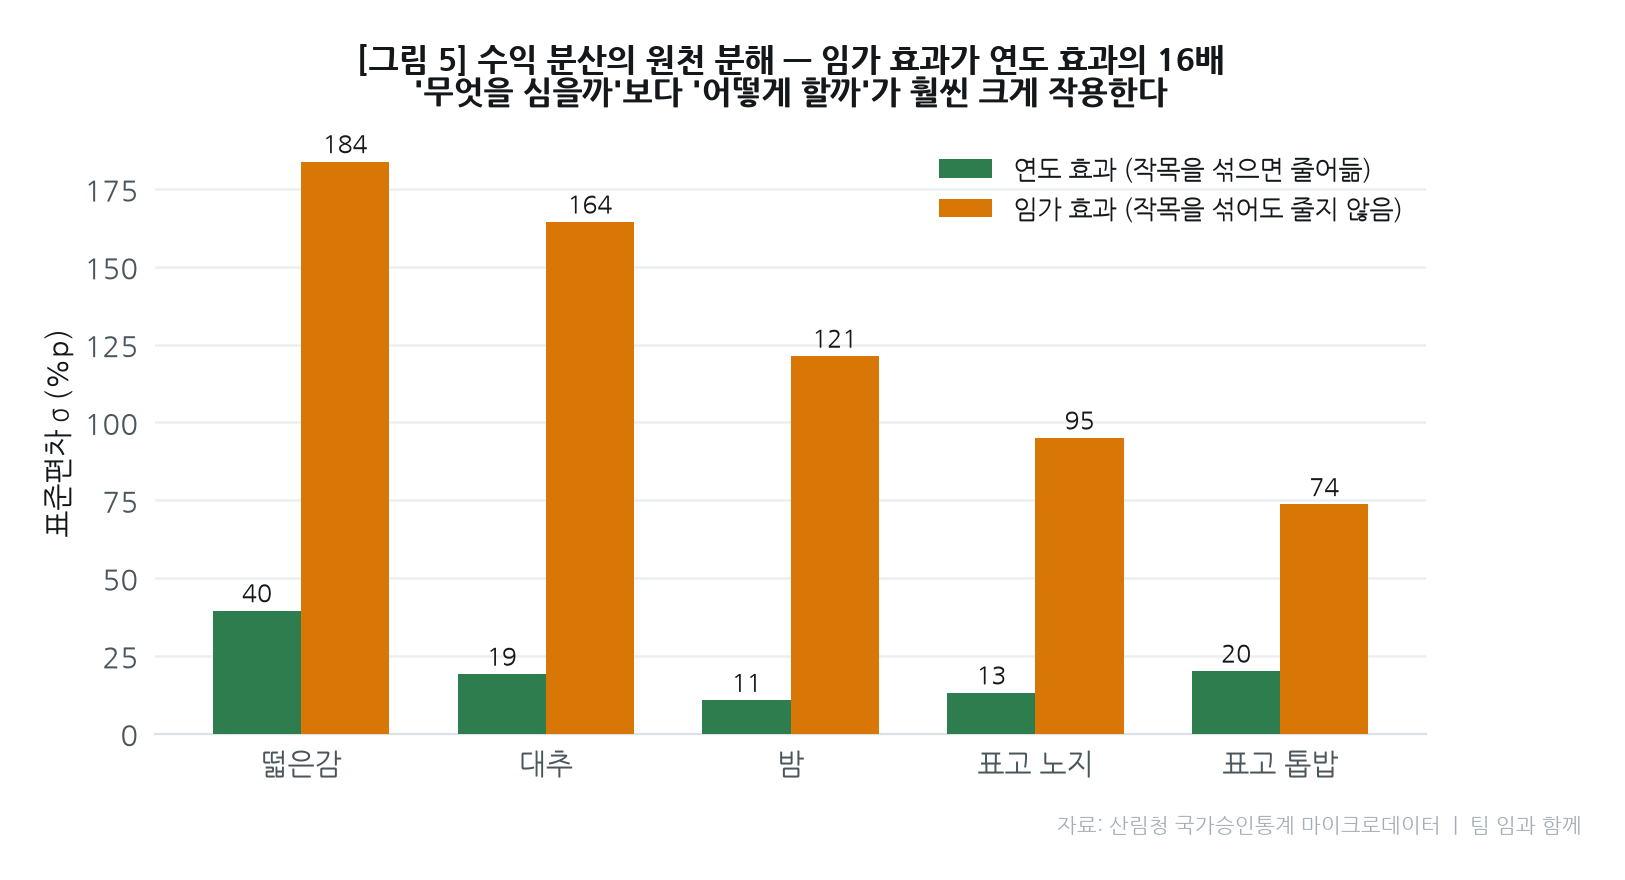 [그림 5] 수익 분산의 원천 분해 — 임가 효과가 연도 효과의 16배
'무엇을 심을까'보다 '어떻게 할까'가 훨씬 크게 작용한다
연도 효과 (작목을 섞으면 줄어듦)
임가 효과 (작목을 섞어도 줄지 않음)
표준편차 σ (%p)
175
150
125
100
75
50
25
0
40
184
19
164
11
121
13
95
20
74
떫은감
대추
밤
표고 노지
표고 톱밥
자료: 산림청 국가승인통계 마이크로데이터 | 팀 임과 함께